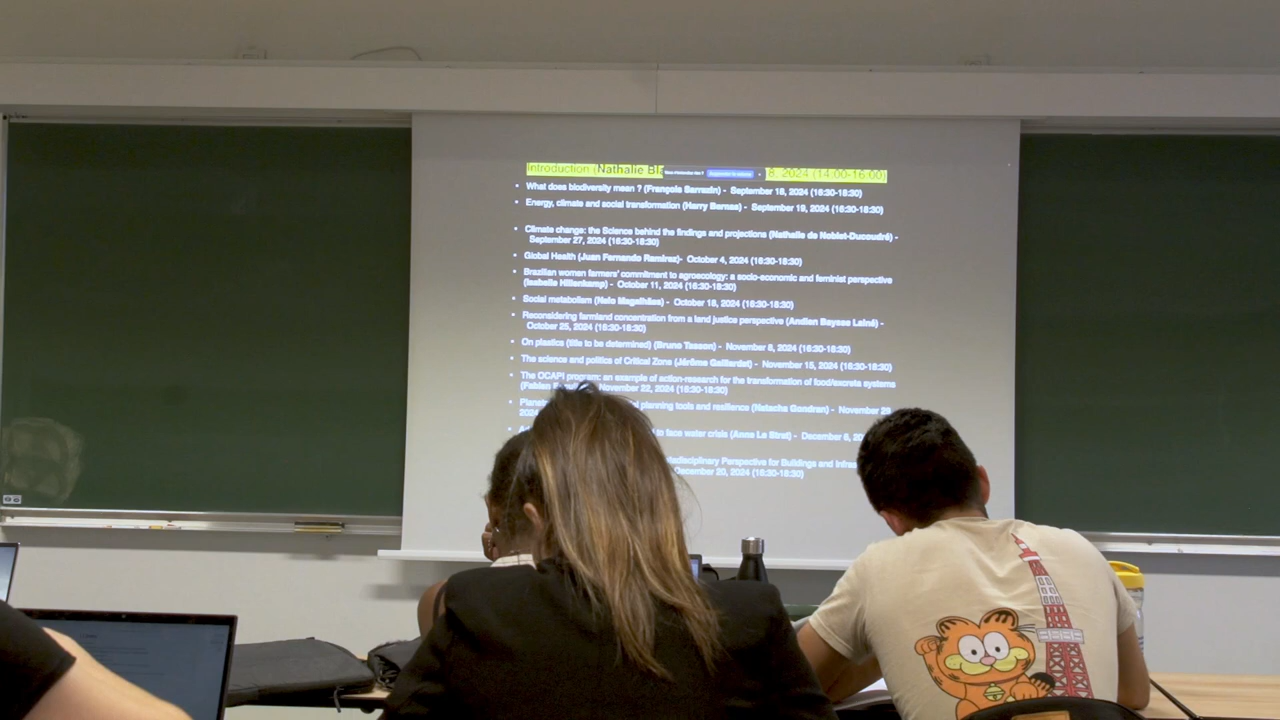 Introduction (Nathalie Bla 8, 2024 (14:00-16:00)
• What does biodiversity mean ? (François Sarrazin) - September 18, 2024 (16:30-18:30)
• Energy, climate and social transformation (Harry Bernas) - September 19, 2024 (16:30-18:30)
• Climate change: the Science behind the findings and projections (Nathalie de Noblet-Ducoudré) -
September 27, 2024 (16:30-18:30)
• Global Health (Juan Fernando Ramirez)- October 4, 2024 (16:30-18:30)
• Brazilian women farmers' commitment to agroecology: a socio-economic and feminist perspective
(Isabelle Hillenkamp) - October 11, 2024 (16:30-18:30)
• Social metabolism (Nelo Magalhães) - October 18, 2024 (16:30-18:30)
• Reconsidering farmland concentration from a land justice perspective (Adrien Baysse Lainé) -
October 25, 2024 (16:30-18:30)
• On plastics (title to be determined) (Bruno Tassin) - November 8, 2024 (16:30-18:30)
• The science and politics of Critical Zone (Jérôme Gaillardet) - November 15, 2024 (16:30-18:30)
• The OCAPI program: an example of action-research for the transformation of food/excreta systems
(Fabien November 22, 2024 (16:30-18:30)
• planning tools and resilience (Natacha Gondran) - November 29
2024
• to face water crisis (Anne Le Strat) - December 6, 20
Perspective for Buildings and Infras
December 20, 2024 (16:30-18:30)